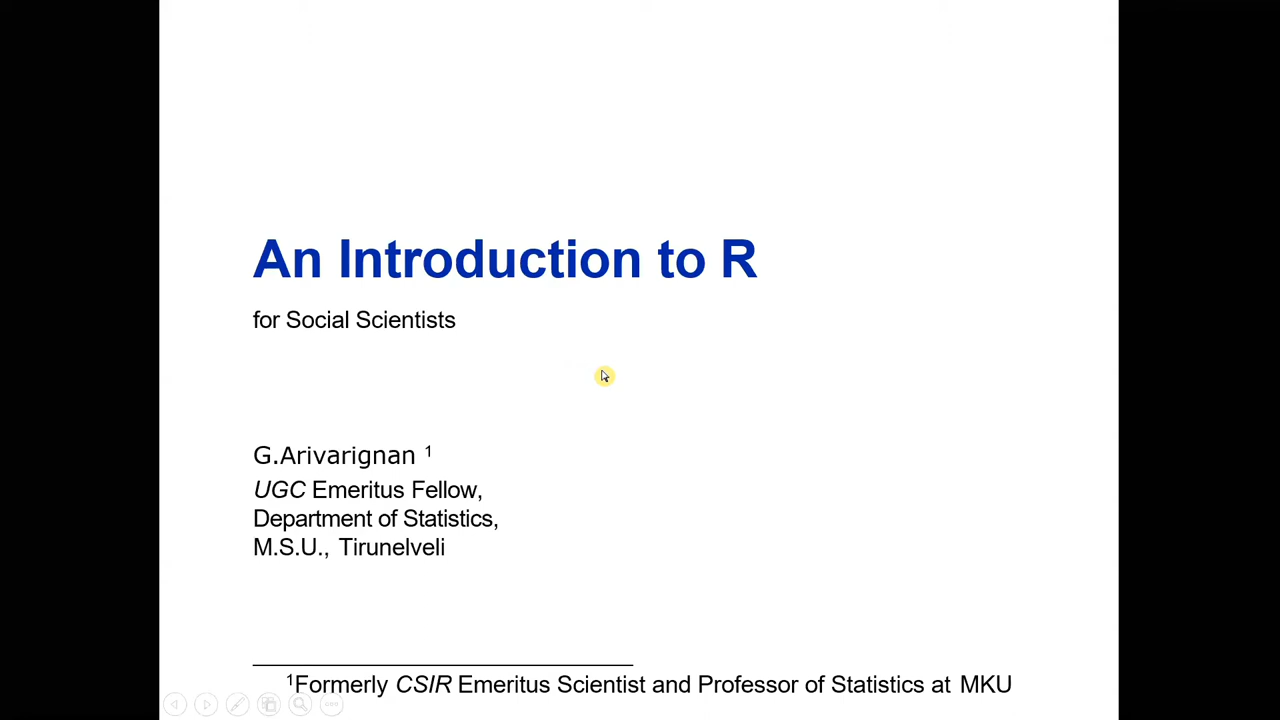 An Introduction to R
for Social Scientists
G.Arivarignan ¹
UGC Emeritus Fellow,
Department of Statistics,
M.S.U., Tirunelveli
¹Formerly CSIR Emeritus Scientist and Professor of Statistics at MKU